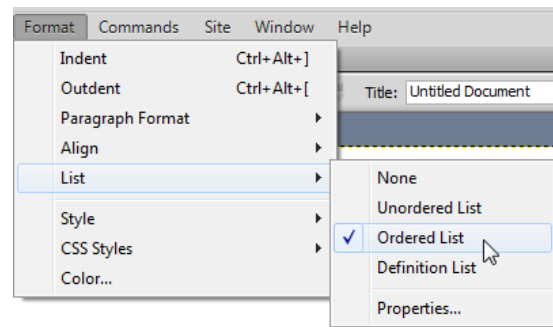 Format Commands Site Window Help
Indent Ctrl+Alt+]
Outdent Ctrl+Alt+[
Title: Untitled Document
Paragraph Format
Align
List
None
Unordered List
Style
Ordered List
CSS Styles
Definition List
Color...
Properties...